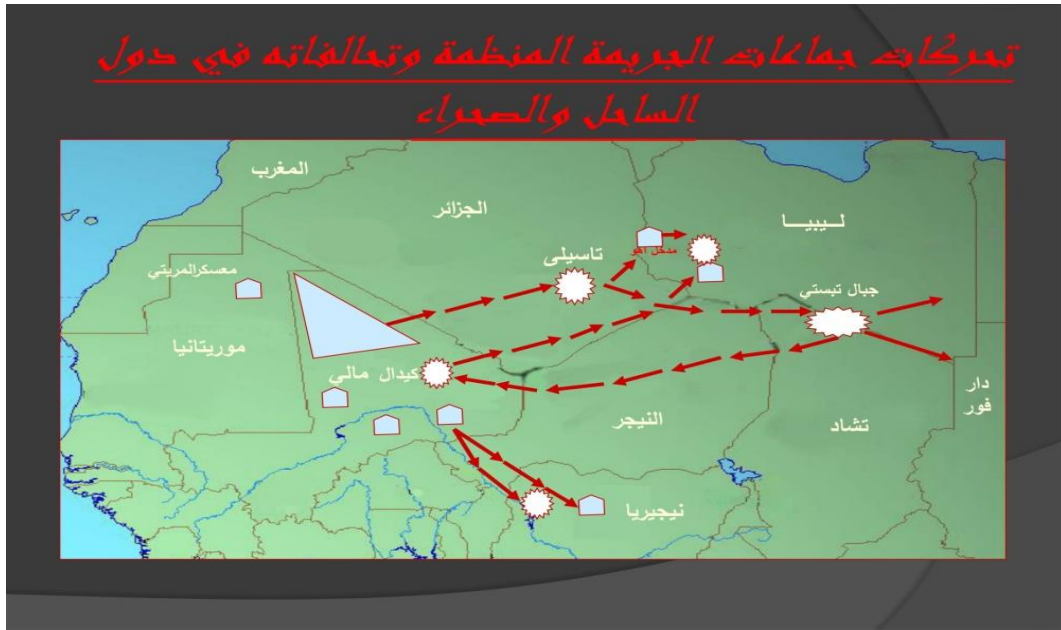 تحركات جماعات الجريمة المنظمة وتحالفاته في دول
الساحل والصحراء
المغرب
الجزائر
ليبيا
تاسيلى
معسكرالمريتي
جبال تبستي
موريتانيا
كيدال مالي
النيجر
تشاد
دار
فور
نيجيريا